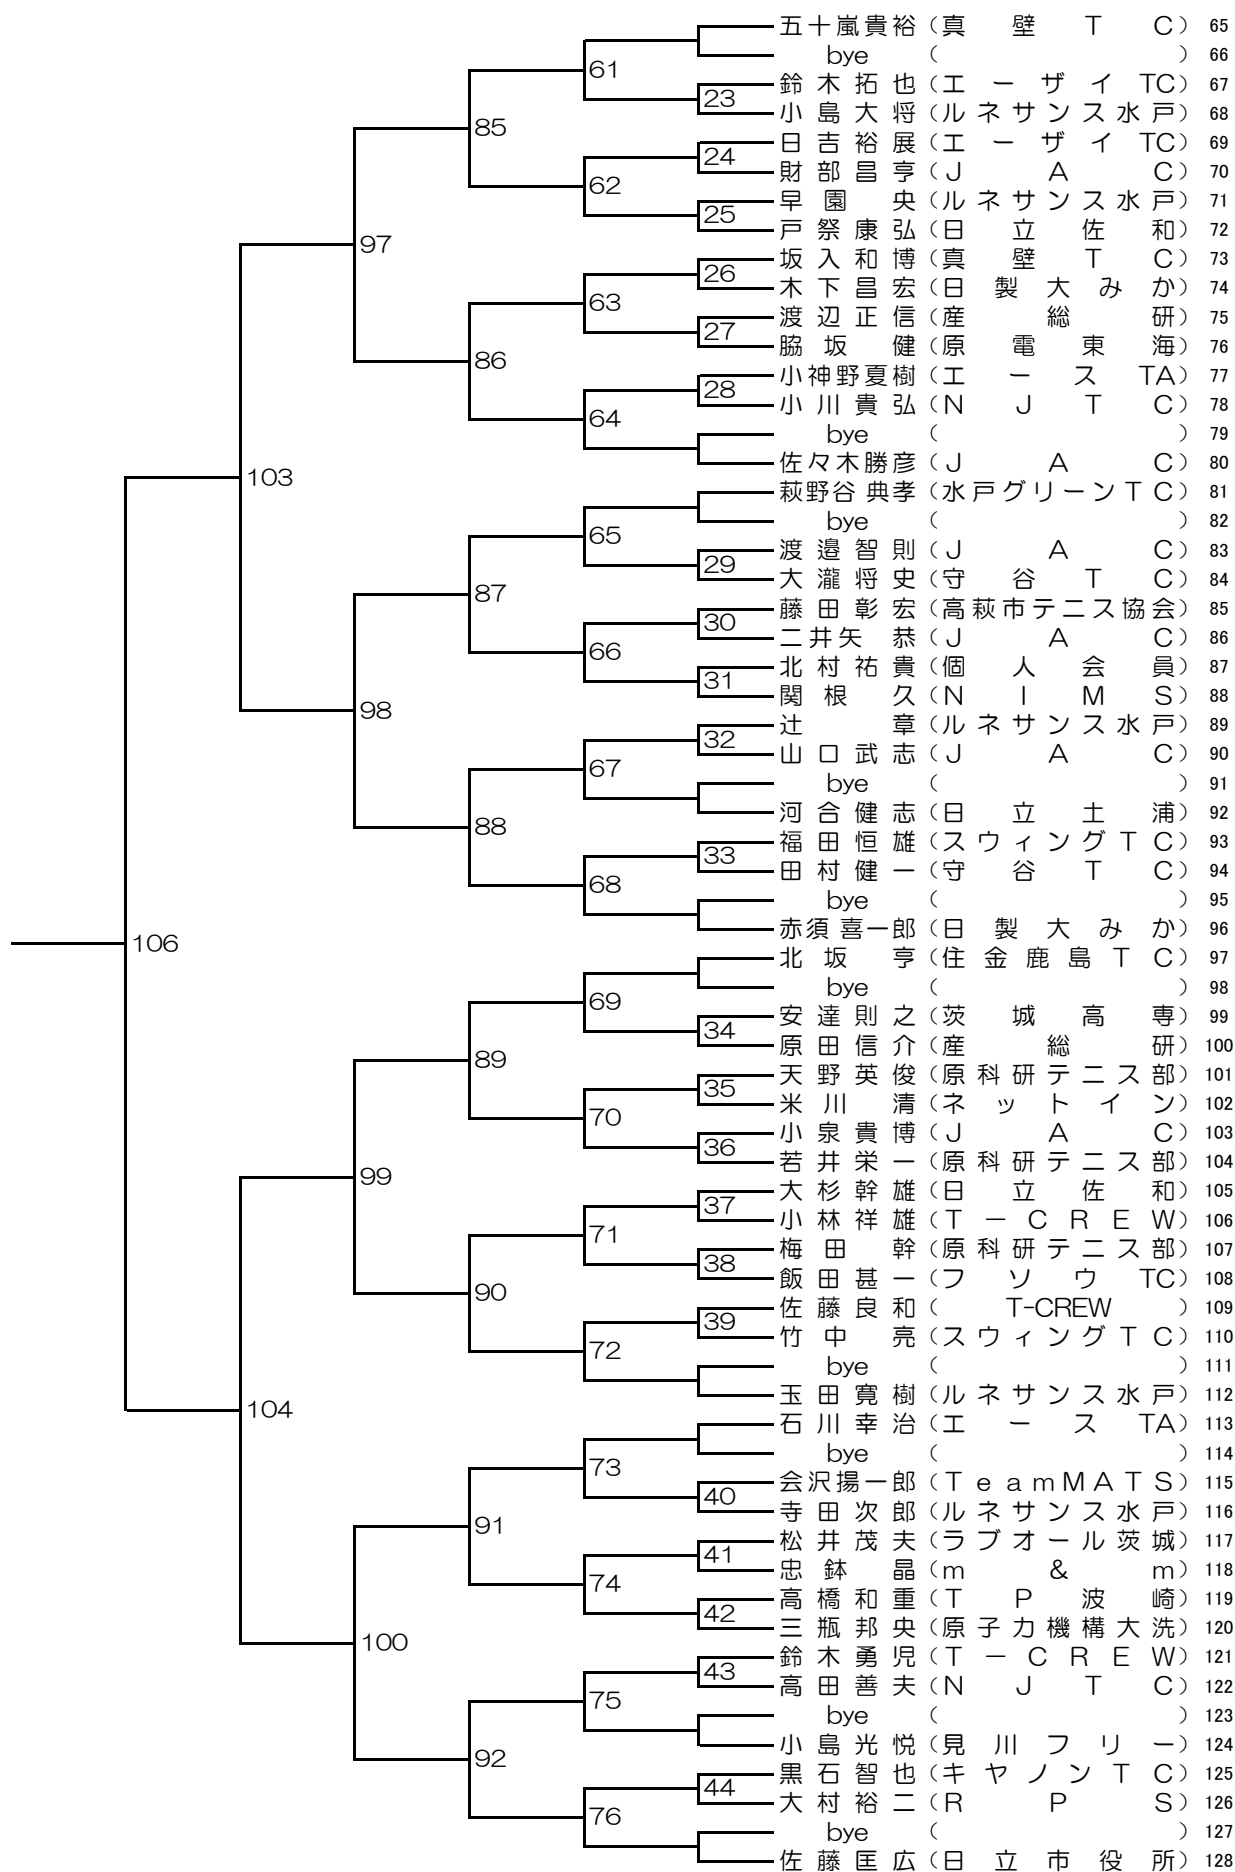 五十嵐貴裕（真壁TC） 65
bye （ ） 66
61
鈴木拓也（エーザイTC） 67
23
小島大将（ルネサンス水戸） 68
85
日吉裕展（エーザイTC） 69
24
財部昌亨（JAC） 70
62
早園央（ルネサンス水戸） 71
25
戸祭康弘（日立佐和） 72
97
坂入和博（真壁TC） 73
26
木下昌宏（日製大みか） 74
63
渡辺正信（産総研） 75
27
脇坂健（原電東海） 76
86
小神野夏樹（エースTA） 77
28
小川貴弘（NJTC） 78
64
bye （ ） 79
佐々木勝彦（JAC） 80
103
萩野谷典孝（水戸グリーンTC） 81
bye （ ） 82
65
渡邉智則（JAC） 83
29
大瀧将史（守谷TC） 84
87
藤田彰宏（高萩市テニス協会） 85
30
二井矢恭（JAC） 86
66
北村祐貴（個人会員） 87
31
関根久（NIMS） 88
98
辻章（ルネサンス水戸） 89
32
山口武志（JAC） 90
67
bye （ ） 91
河合健志（日立土浦） 92
88
福田恒雄（スウィングTC） 93
33
田村健一（守谷TC） 94
68
bye （ ） 95
赤須喜一郎（日製大みか） 96
106
北坂亨（住金鹿島TC） 97
bye （ ） 98
69
安達則之（茨城高専） 99
34
原田信介（産総研） 100
89
天野英俊（原科研テニス部） 101
35
米川清（ネットイン） 102
70
小泉貴博（JAC） 103
36
若井栄一（原科研テニス部） 104
99
大杉幹雄（日立佐和） 105
37
小林祥雄（T－CREW） 106
71
梅田幹（原科研テニス部） 107
38
飯田甚一（フソウTC） 108
90
佐藤良和（T-CREW） 109
39
竹中亮（スウィングTC） 110
72
bye （ ） 111
玉田寛樹（ルネサンス水戸） 112
104
石川幸治（エースTA） 113
bye （ ） 114
73
会沢揚一郎（TeamMATS） 115
40
寺田次郎（ルネサンス水戸） 116
91
松井茂夫（ラブオール茨城） 117
41
忠鉢晶（m&m） 118
74
高橋和重（TP波崎） 119
42
三瓶邦央（原子力機構大洗） 120
100
鈴木勇児（T－CREW） 121
43
高田善夫（NJTC） 122
75
bye （ ） 123
小島光悦（見川フリー） 124
92
黒石智也（キヤノンTC） 125
44
大村裕二（RPS） 126
76
bye （ ） 127
佐藤匡広（日立市役所） 128